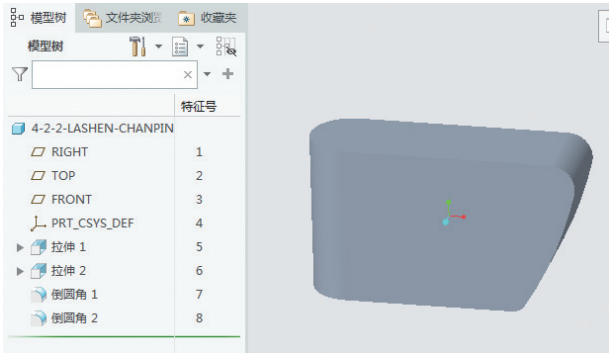 模型树 文件夹浏览 收藏夹
模型树
特征号
4-2-2-LASHEN-CHANPIN
RIGHT 1
TOP 2
FRONT 3
PRT_CSYS_DEF 4
拉伸 1 5
拉伸 2 6
倒圆角 1 7
倒圆角 2 8